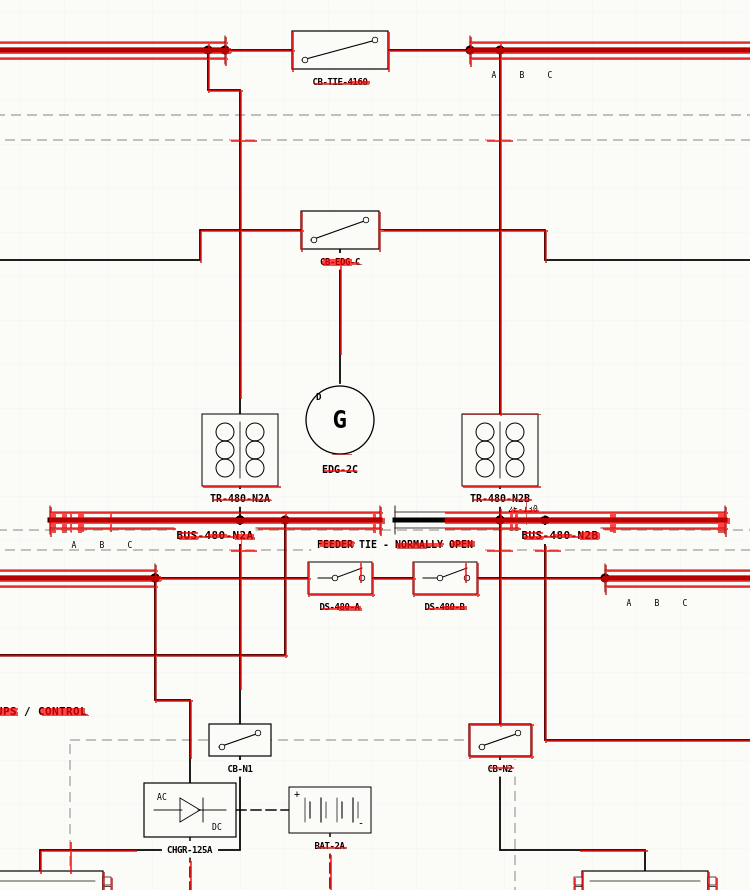 CB-TIE-4160
A B C
CB-EDG-C
D
G
EDG-2C
TR-480-N2A
TR-480-N2B
BUS-480-N2A
BUS-480-N2B
A B C
FEEDER TIE - NORMALLY OPEN
DS-480-A
DS-480-B
A B C
UPS / CONTROL
CB-N1
CB-N2
AC
DC
+
-
CHGR-125A
BAT-2A